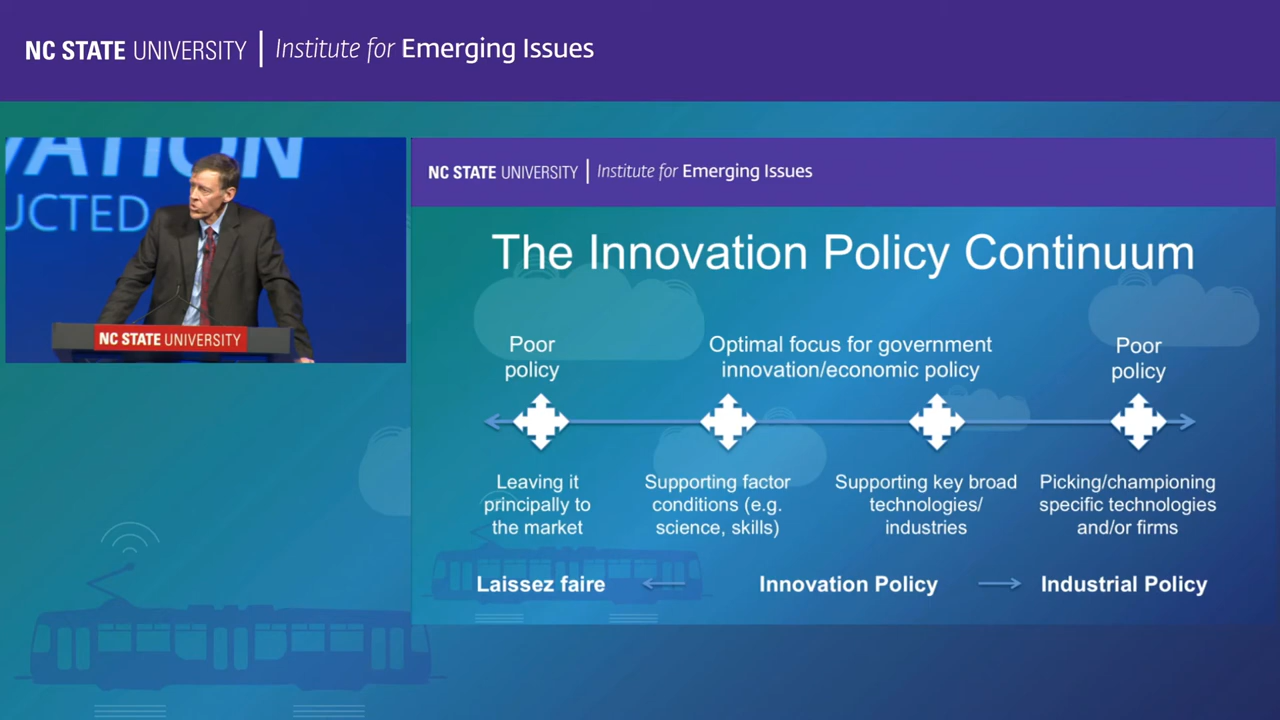 NC STATE UNIVERSITY | Institute for Emerging Issues
VATION
UCTED
NC STATE UNIVERSITY
NC STATE UNIVERSITY | Institute for Emerging Issues
The Innovation Policy Continuum
Poor
policy
Optimal focus for government
innovation/economic policy
Poor
policy
Leaving it
principally to
the market
Supporting factor
conditions (e.g.
science, skills)
Supporting key broad
technologies/
industries
Picking/championing
specific technologies
and/or firms
Laissez faire
Innovation Policy
Industrial Policy